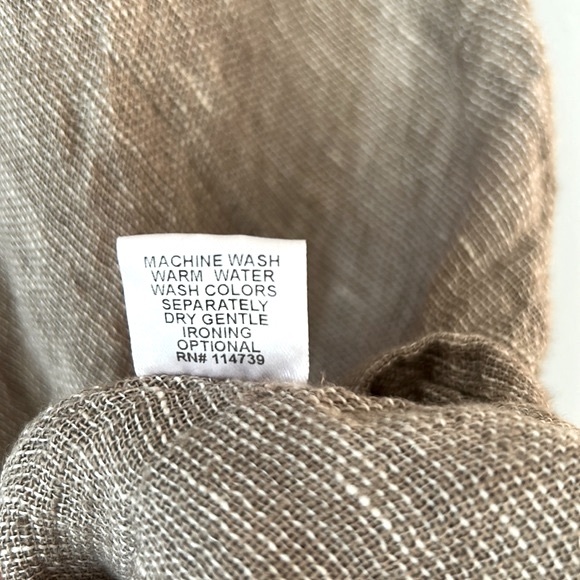 MACHINE WASH
WARM WATER
WASH COLORS
SEPARATELY
DRY GENTLE
IRONING
OPTIONAL
RN# 114739